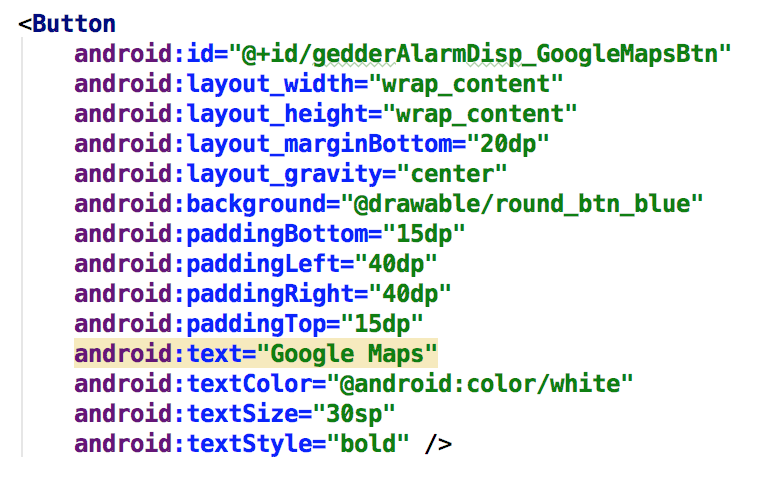 <Button
android:id="@+id/gedderAlarmDisp_GoogleMapsBtn"
android:layout_width="wrap_content"
android:layout_height="wrap_content"
android:layout_marginBottom="20dp"
android:layout_gravity="center"
android:background="@drawable/round_btn_blue"
android:paddingBottom="15dp"
android:paddingLeft="40dp"
android:paddingRight="40dp"
android:paddingTop="15dp"
android:text="Google Maps"
android:textColor="@android:color/white"
android:textSize="30sp"
android:textStyle="bold" />